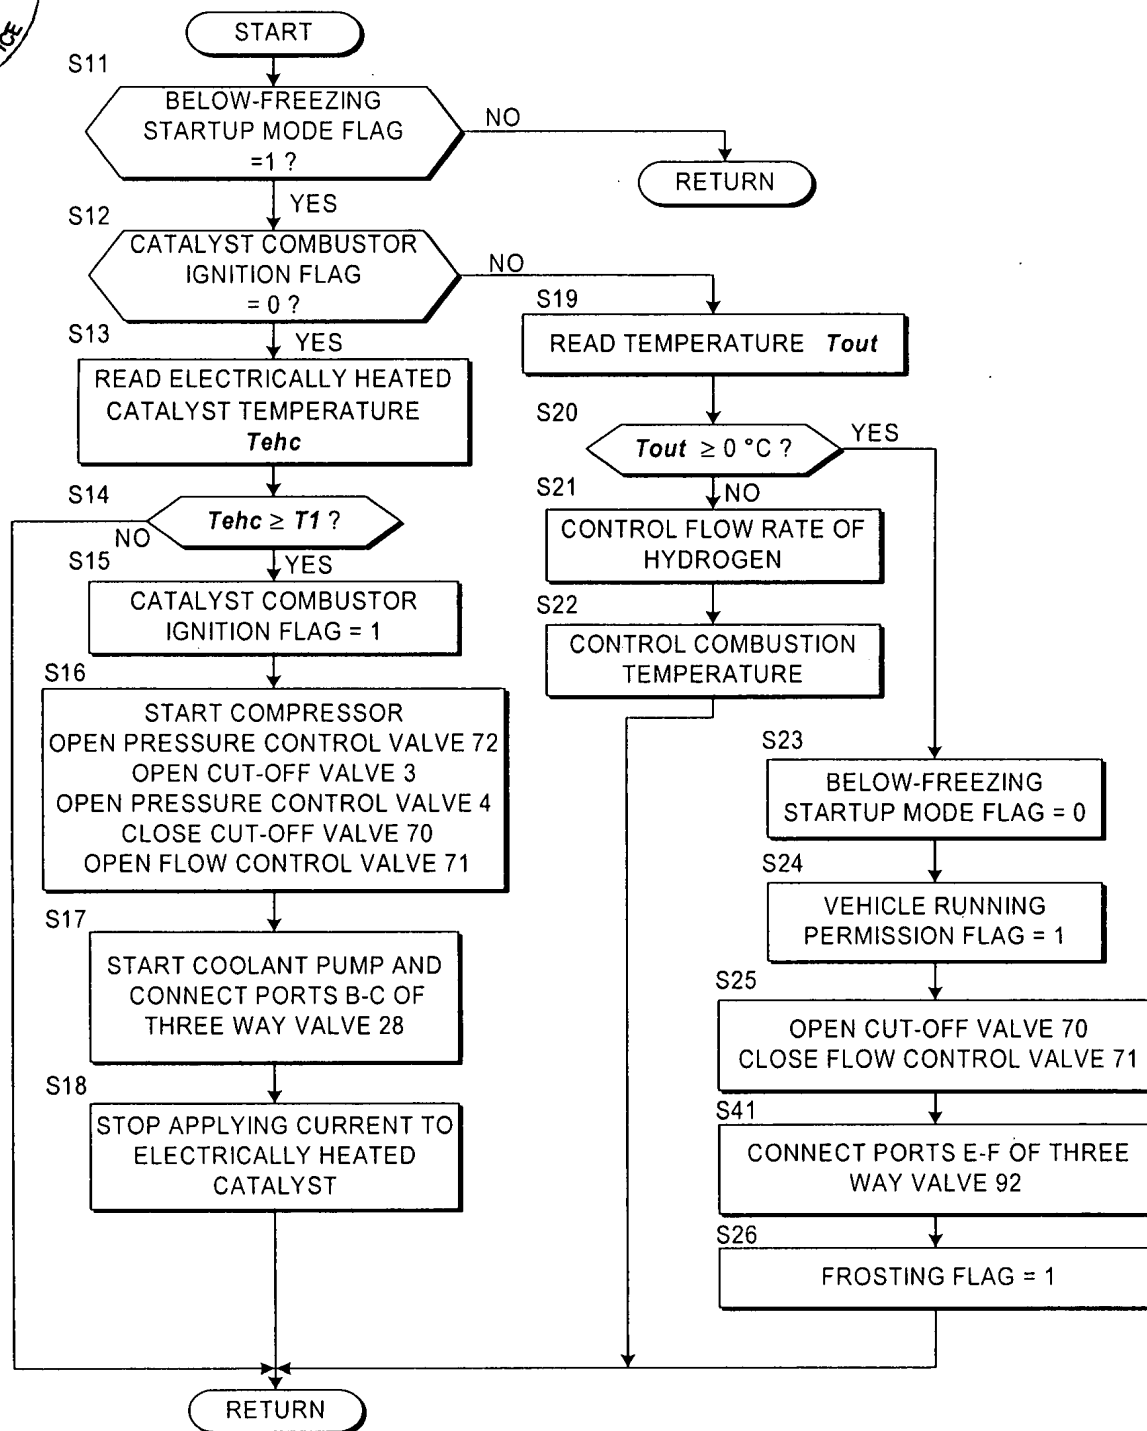 ICE
START
S11
BELOW-FREEZING
STARTUP MODE FLAG
=1 ?
NO
RETURN
YES
S12
CATALYST COMBUSTOR
IGNITION FLAG
= 0 ?
NO
YES
S13
READ ELECTRICALLY HEATED
CATALYST TEMPERATURE
Tehc
S14
Tehc ≥ T1 ?
NO
YES
S15
CATALYST COMBUSTOR
IGNITION FLAG = 1
S16
START COMPRESSOR
OPEN PRESSURE CONTROL VALVE 72
OPEN CUT-OFF VALVE 3
OPEN PRESSURE CONTROL VALVE 4
CLOSE CUT-OFF VALVE 70
OPEN FLOW CONTROL VALVE 71
S17
START COOLANT PUMP AND
CONNECT PORTS B-C OF
THREE WAY VALVE 28
S18
STOP APPLYING CURRENT TO
ELECTRICALLY HEATED
CATALYST
S19
READ TEMPERATURE Tout
S20
Tout ≥ 0 °C ?
YES
NO
S21
CONTROL FLOW RATE OF
HYDROGEN
S22
CONTROL COMBUSTION
TEMPERATURE
S23
BELOW-FREEZING
STARTUP MODE FLAG = 0
S24
VEHICLE RUNNING
PERMISSION FLAG = 1
S25
OPEN CUT-OFF VALVE 70
CLOSE FLOW CONTROL VALVE 71
S41
CONNECT PORTS E-F OF THREE
WAY VALVE 92
S26
FROSTING FLAG = 1
RETURN